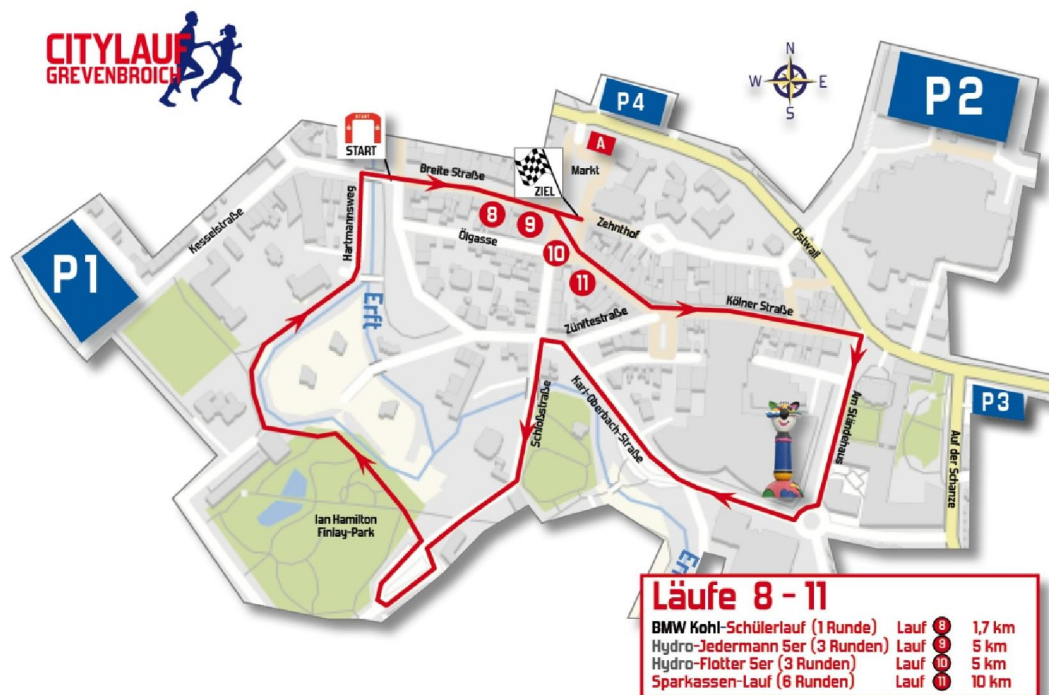 CITYLAUF
GREVENBROICH
N
W E
S
P4
P2
START
START
A
Markt
Breite Straße
ZIEL
Hartmannsweg
Kesselstraße
8
9
Zehnthof
Ölgasse
10
Ostwall
P1
11
Erft
Kölner Straße
Zünftestraße
Karl-Oberbach-Straße
Schloßstraße
Am Ständehaus
P3
Auf der Schanze
Ian Hamilton
Finlay-Park
Läufe 8 - 11
BMW Kohl-Schülerlauf (1 Runde) Lauf 8 1,7 km
Hydro-Jedermann 5er (3 Runden) Lauf 9 5 km
Hydro-Flotter 5er (3 Runden) Lauf 10 5 km
Sparkassen-Lauf (6 Runden) Lauf 11 10 km